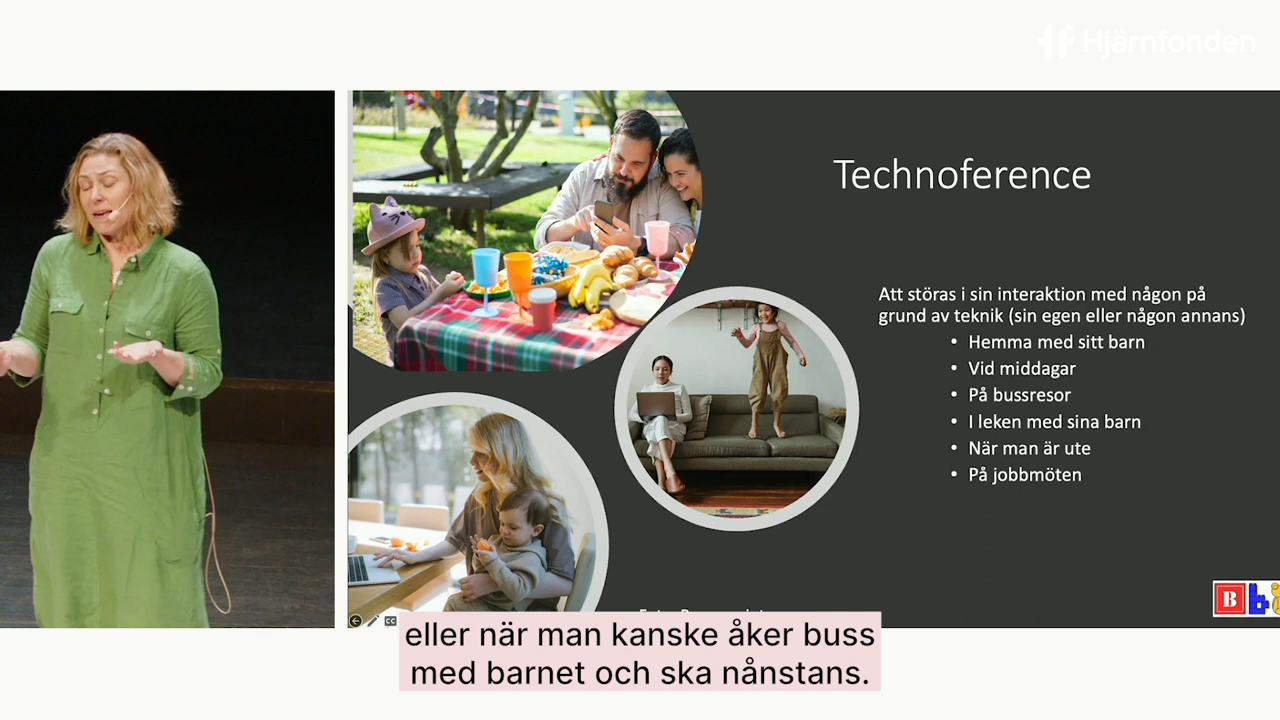 Hjärnfonden
Technoference
Att störas i sin interaktion med någon på
grund av teknik (sin egen eller någon annans)
• Hemma med sitt barn
• Vid middagar
• På bussresor
• I leken med sina barn
• När man är ute
• På jobbmöten
B
CC
eller när man kanske åker buss
med barnet och ska nånstans.